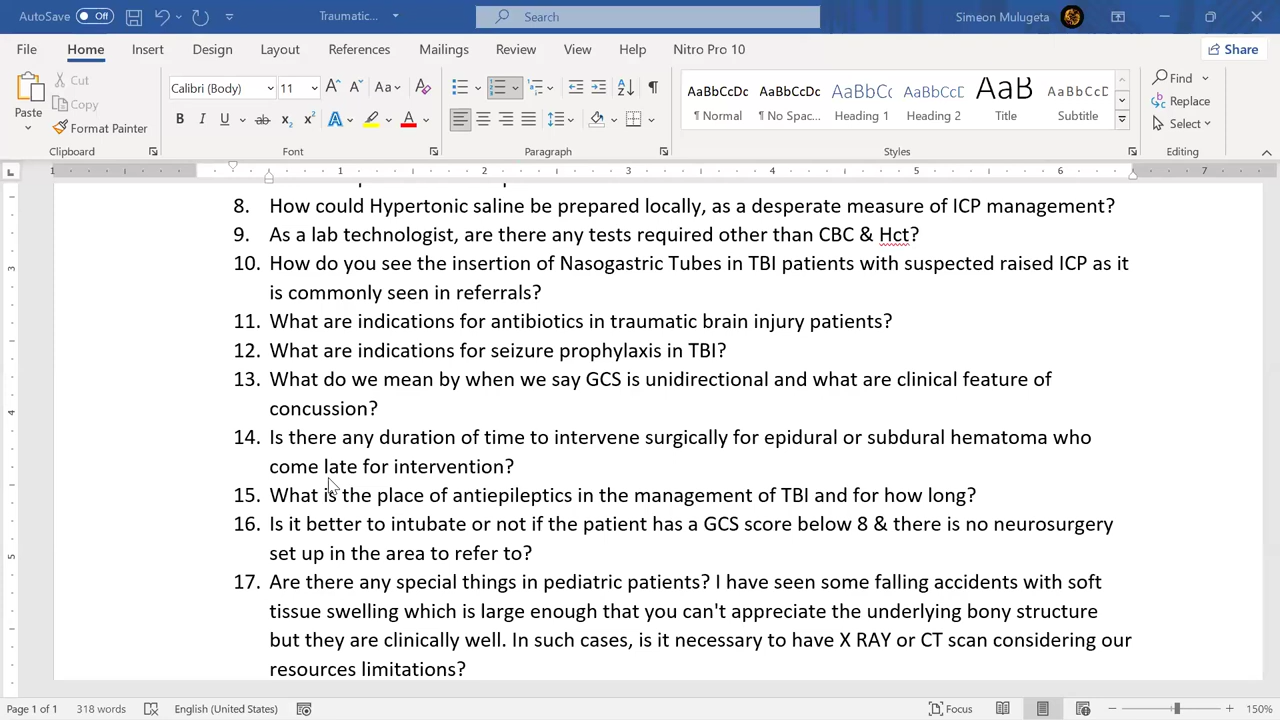 AutoSave Off Traumatic... Search Simeon Mulugeta
File Home Insert Design Layout References Mailings Review View Help Nitro Pro 10 Share
Paste Cut Copy Format Painter
Calibri (Body) 11
AaBbCcDc AaBbCcDc AaBbCc AaBbCcD AaB AaBbCcD
¶ Normal ¶ No Spac... Heading 1 Heading 2 Title Subtitle
Find Replace Select
Clipboard Font Paragraph Styles Editing
1 1 2 3 4 5 6 7
8. How could Hypertonic saline be prepared locally, as a desperate measure of ICP management?
9. As a lab technologist, are there any tests required other than CBC & Hct?
10. How do you see the insertion of Nasogastric Tubes in TBI patients with suspected raised ICP as it
is commonly seen in referrals?
11. What are indications for antibiotics in traumatic brain injury patients?
12. What are indications for seizure prophylaxis in TBI?
13. What do we mean by when we say GCS is unidirectional and what are clinical feature of
concussion?
14. Is there any duration of time to intervene surgically for epidural or subdural hematoma who
come late for intervention?
15. What is the place of antiepileptics in the management of TBI and for how long?
16. Is it better to intubate or not if the patient has a GCS score below 8 & there is no neurosurgery
set up in the area to refer to?
17. Are there any special things in pediatric patients? I have seen some falling accidents with soft
tissue swelling which is large enough that you can't appreciate the underlying bony structure
but they are clinically well. In such cases, is it necessary to have X RAY or CT scan considering our
resources limitations?
Page 1 of 1 318 words English (United States) Focus 150%